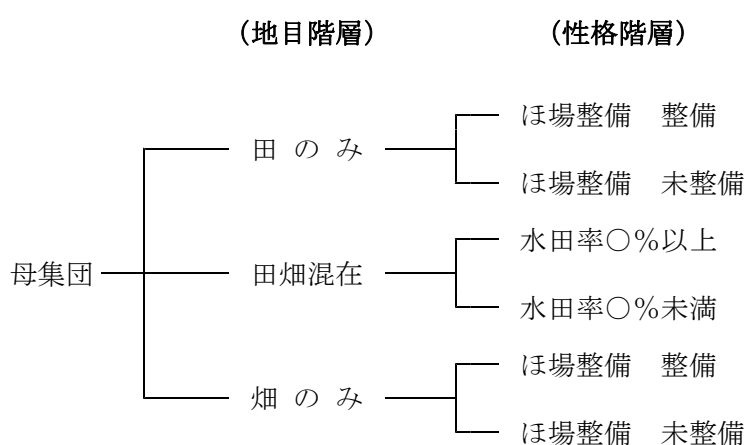 （地目階層）　（性格階層）
ほ場整備　整備
田 の み
ほ場整備　未整備
水田率○％以上
母集団　田畑混在
水田率○％未満
ほ場整備　整備
畑 の み
ほ場整備　未整備